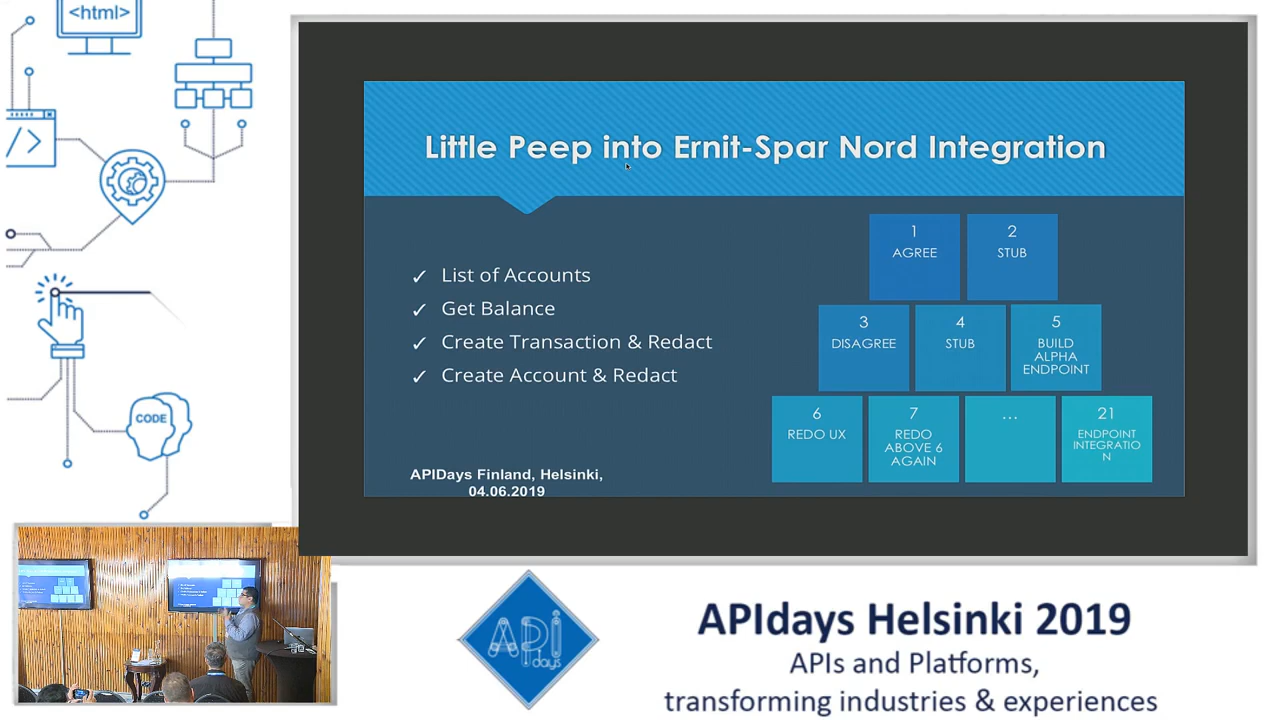 <html>
/>
CODE
Little Peep into Ernit-Spar Nord Integration
✓ List of Accounts
✓ Get Balance
✓ Create Transaction & Redact
✓ Create Account & Redact
1
AGREE
2
STUB
3
DISAGREE
4
STUB
5
BUILD
ALPHA
ENDPOINT
6
REDO UX
7
REDO
ABOVE 6
AGAIN
...
21
ENDPOINT
INTEGRATIO
N
APIDays Finland, Helsinki,
04.06.2019
API
days
APIdays Helsinki 2019
APIs and Platforms,
transforming industries & experiences